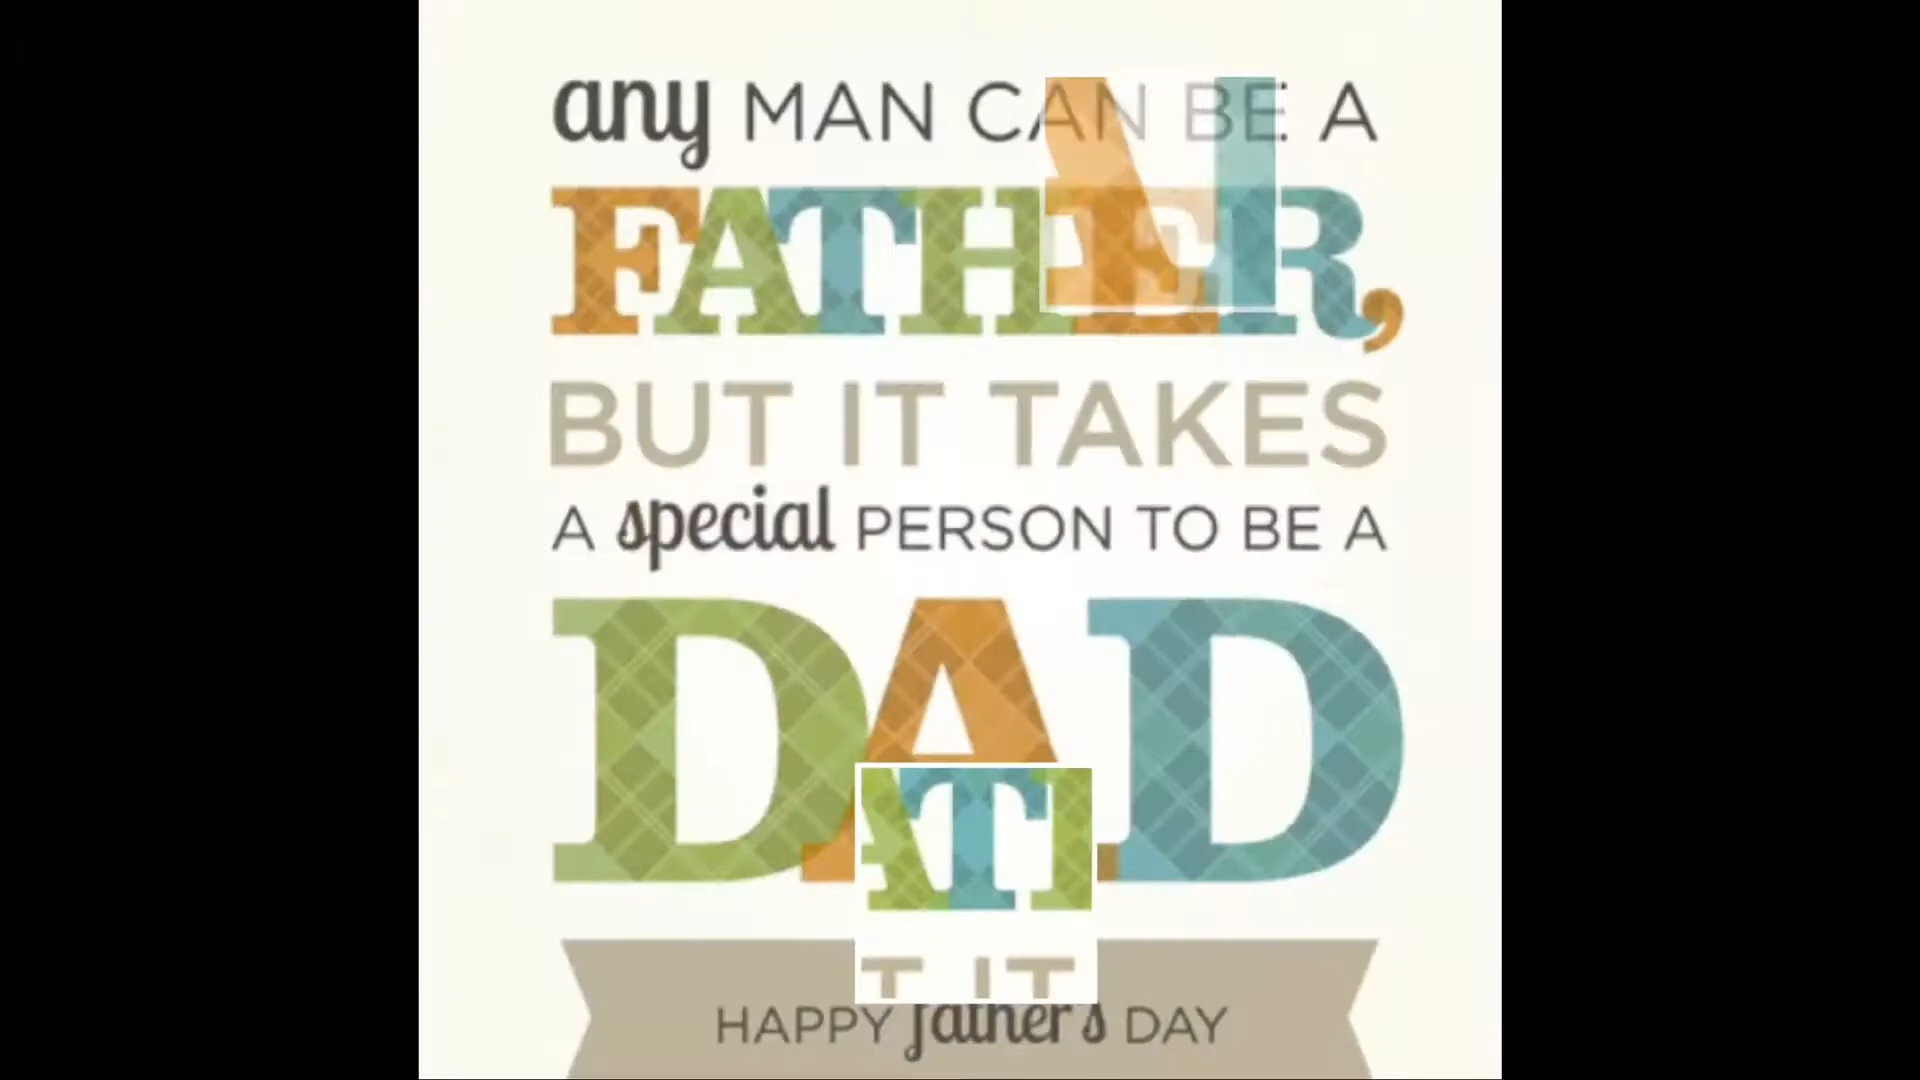 any MAN CAN BE A
FATHER,
BUT IT TAKES
A special PERSON TO BE A
DAD
HAPPY father's DAY